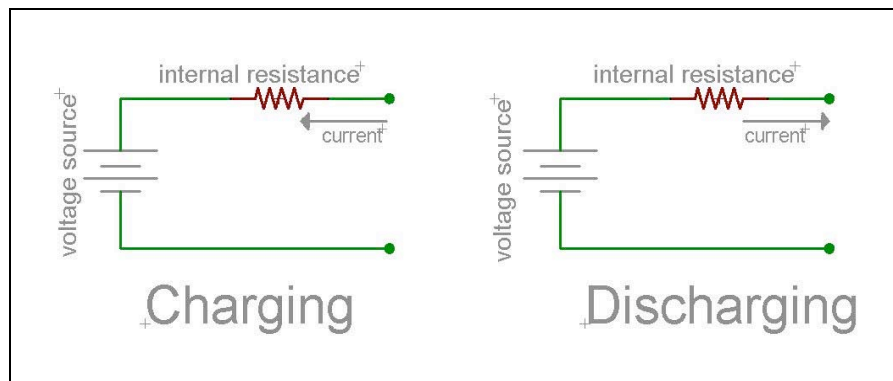 internal resistance
voltage source
current
Charging
internal resistance
voltage source
current
Discharging